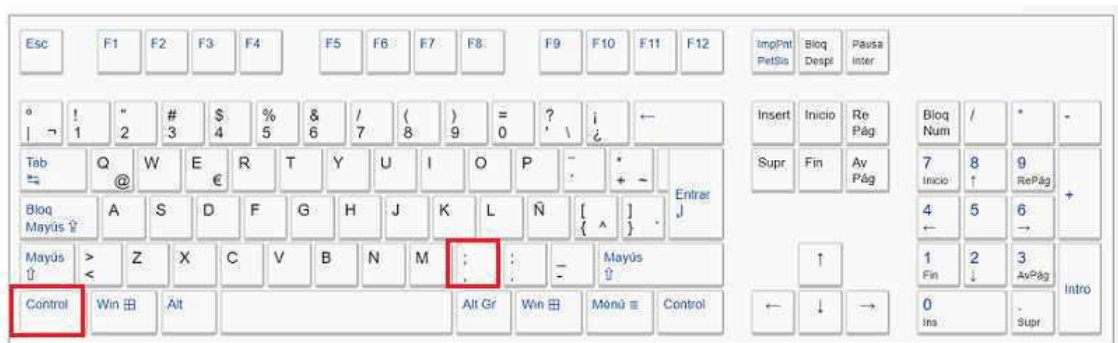 Esc F1 F2 F3 F4 F5 F6 F7 F8 F9 F10 F11 F12 ImpPnt Bloq Pausa
PetSis Despl Inter
° ! " # $ % & / ( ) = ? ¡ ← Insert Inicio Re Bloq / * -
| ¬ 1 2 3 4 5 6 7 8 9 0 ' \ ¿ Pág Num
Tab Q W E R T Y U I O P ¨ * Supr Fin Av 7 8 9 +
↹ @ € ´ + ~ Entrar Pág Inicio ↑ RePág
Bloq A S D F G H J K L Ñ [ ] ┘ 4 5 6
Mayús ⇧ { ^ } ` ← →
Mayús > Z X C V B N M ; : _ Mayús ↑ 1 2 3 Intro
⇧ < , . - ⇧ Fin ↓ AvPág
Control Win ⊞ Alt Alt Gr Win ⊞ Menú ≣ Control ← ↓ → 0 .
Ins Supr